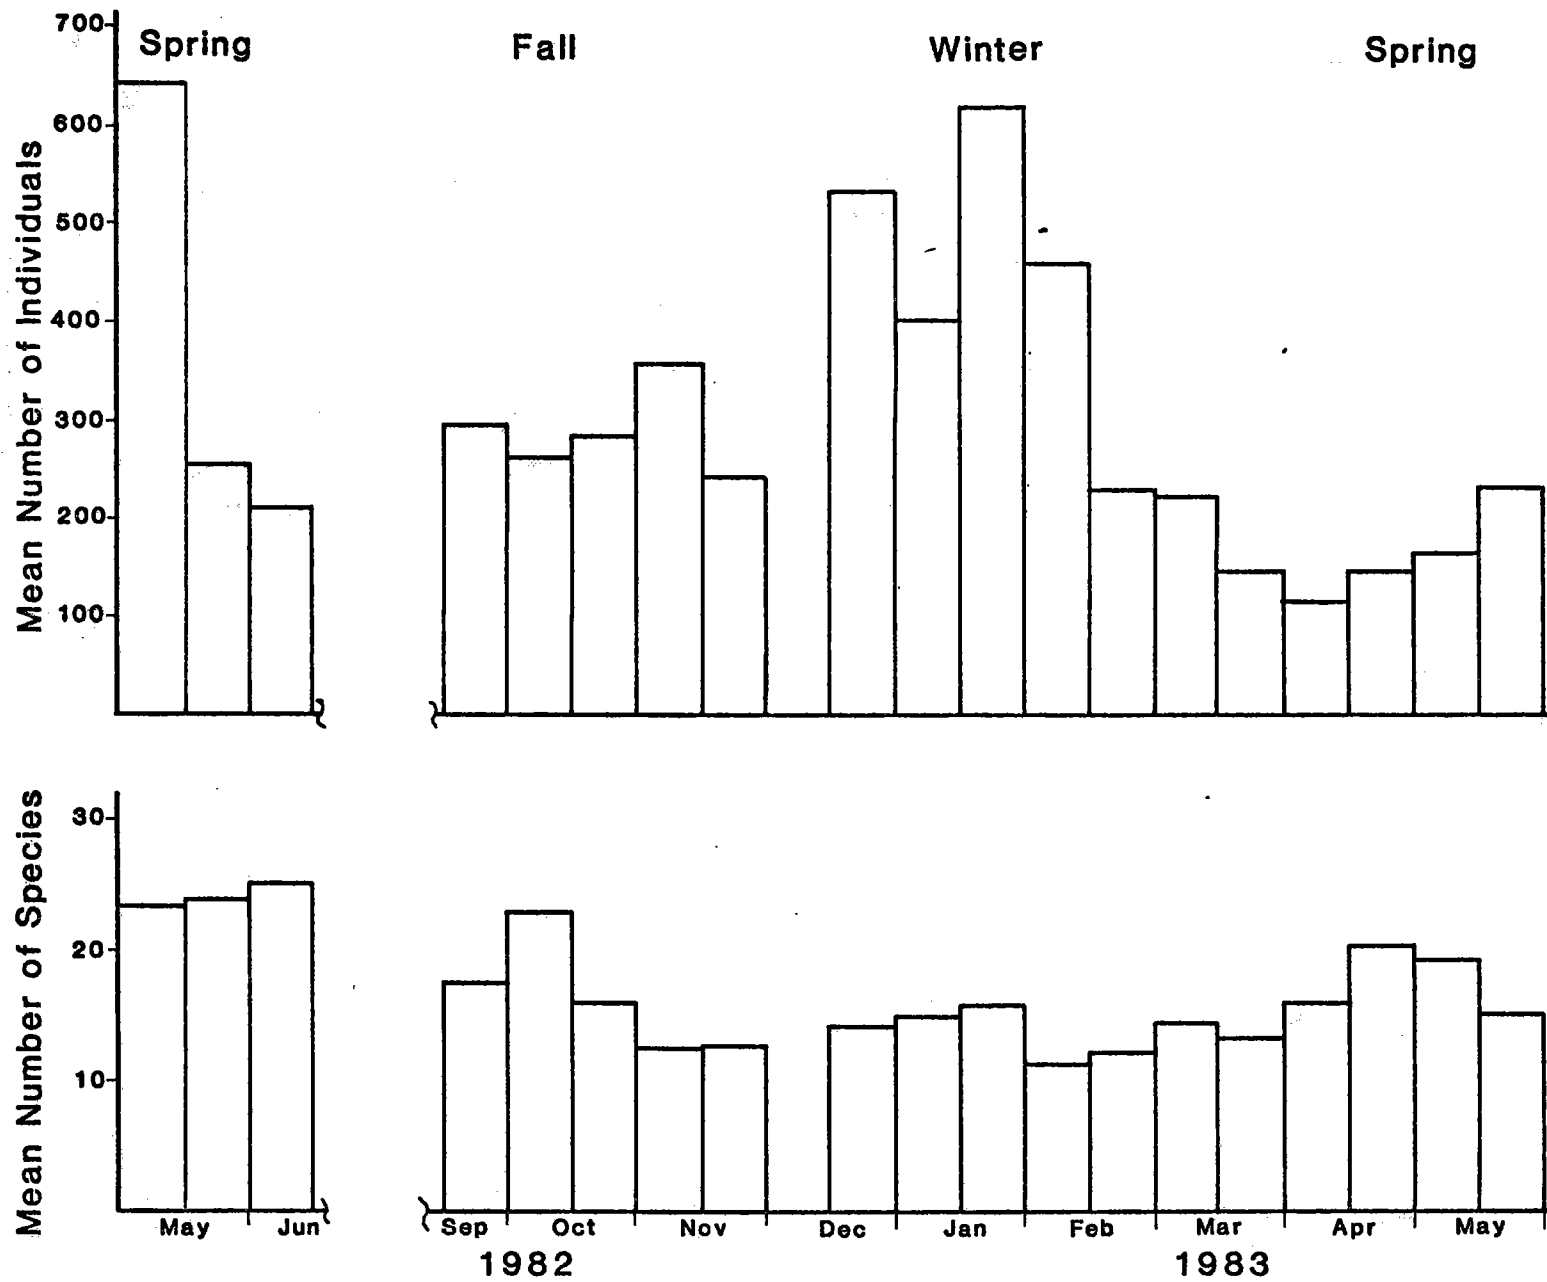 Spring Fall Winter Spring
Mean Number of Individuals
700
600
500
400
300
200
100
Mean Number of Species
30
20
10
May Jun Sep Oct Nov Dec Jan Feb Mar Apr May
1982 1983